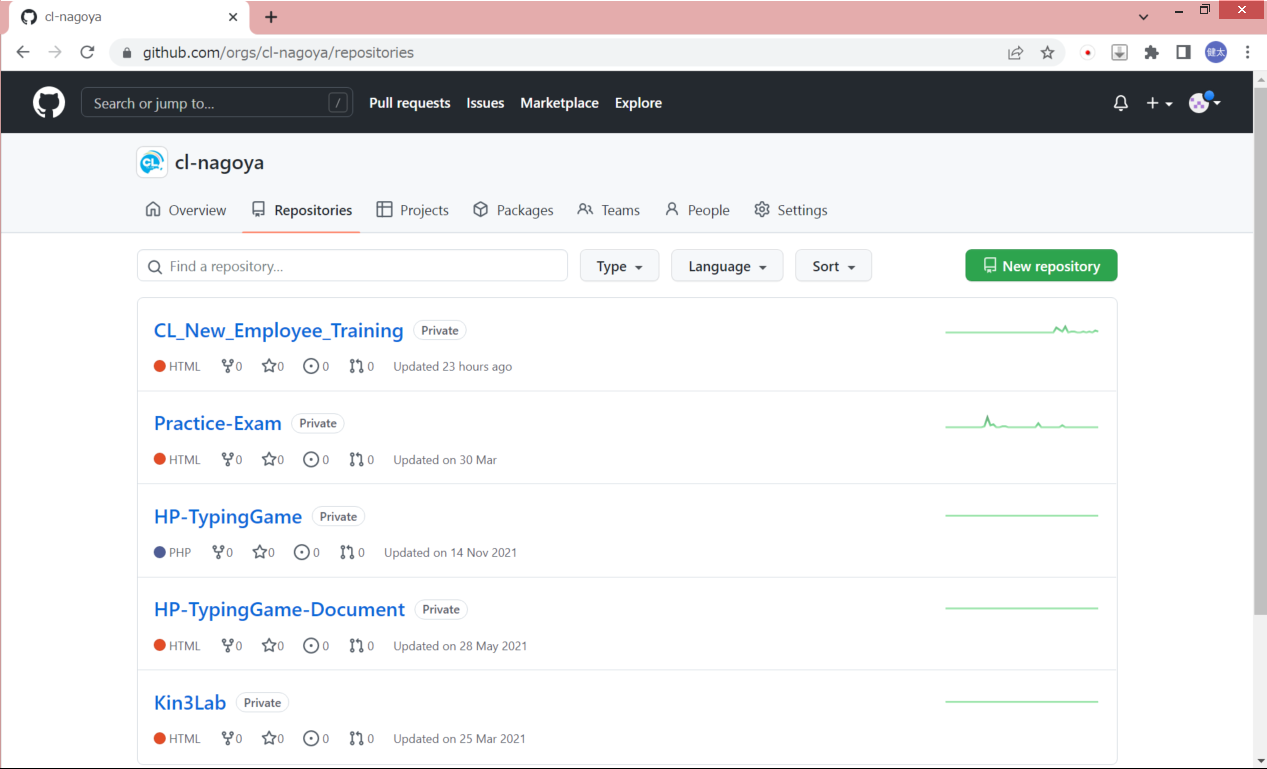 cl-nagoya
github.com/orgs/cl-nagoya/repositories
健太
Search or jump to...
/
Pull requests Issues Marketplace Explore
CL
cl-nagoya
Overview Repositories Projects Packages Teams People Settings
Find a repository...
Type Language Sort New repository
CL_New_Employee_Training Private
HTML 0 0 0 0 Updated 23 hours ago
Practice-Exam Private
HTML 0 0 0 0 Updated on 30 Mar
HP-TypingGame Private
PHP 0 0 0 0 Updated on 14 Nov 2021
HP-TypingGame-Document Private
HTML 0 0 0 0 Updated on 28 May 2021
Kin3Lab Private
HTML 0 0 0 0 Updated on 25 Mar 2021